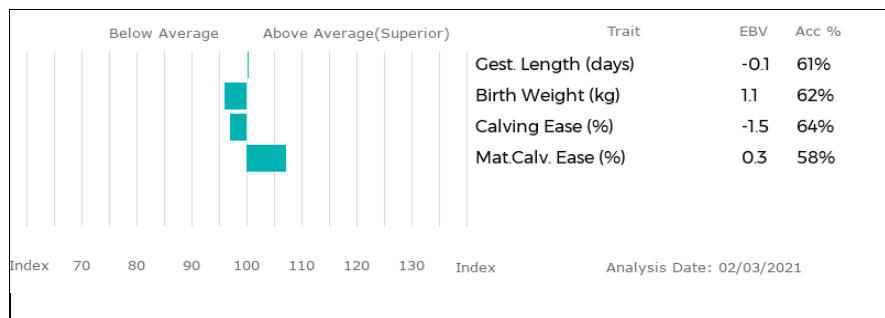 Below Average Above Average(Superior) Trait EBV Acc %
Gest. Length (days) -0.1 61%
Birth Weight (kg) 1.1 62%
Calving Ease (%) -1.5 64%
Mat.Calv. Ease (%) 0.3 58%
Index 70 80 90 100 110 120 130 Index Analysis Date: 02/03/2021